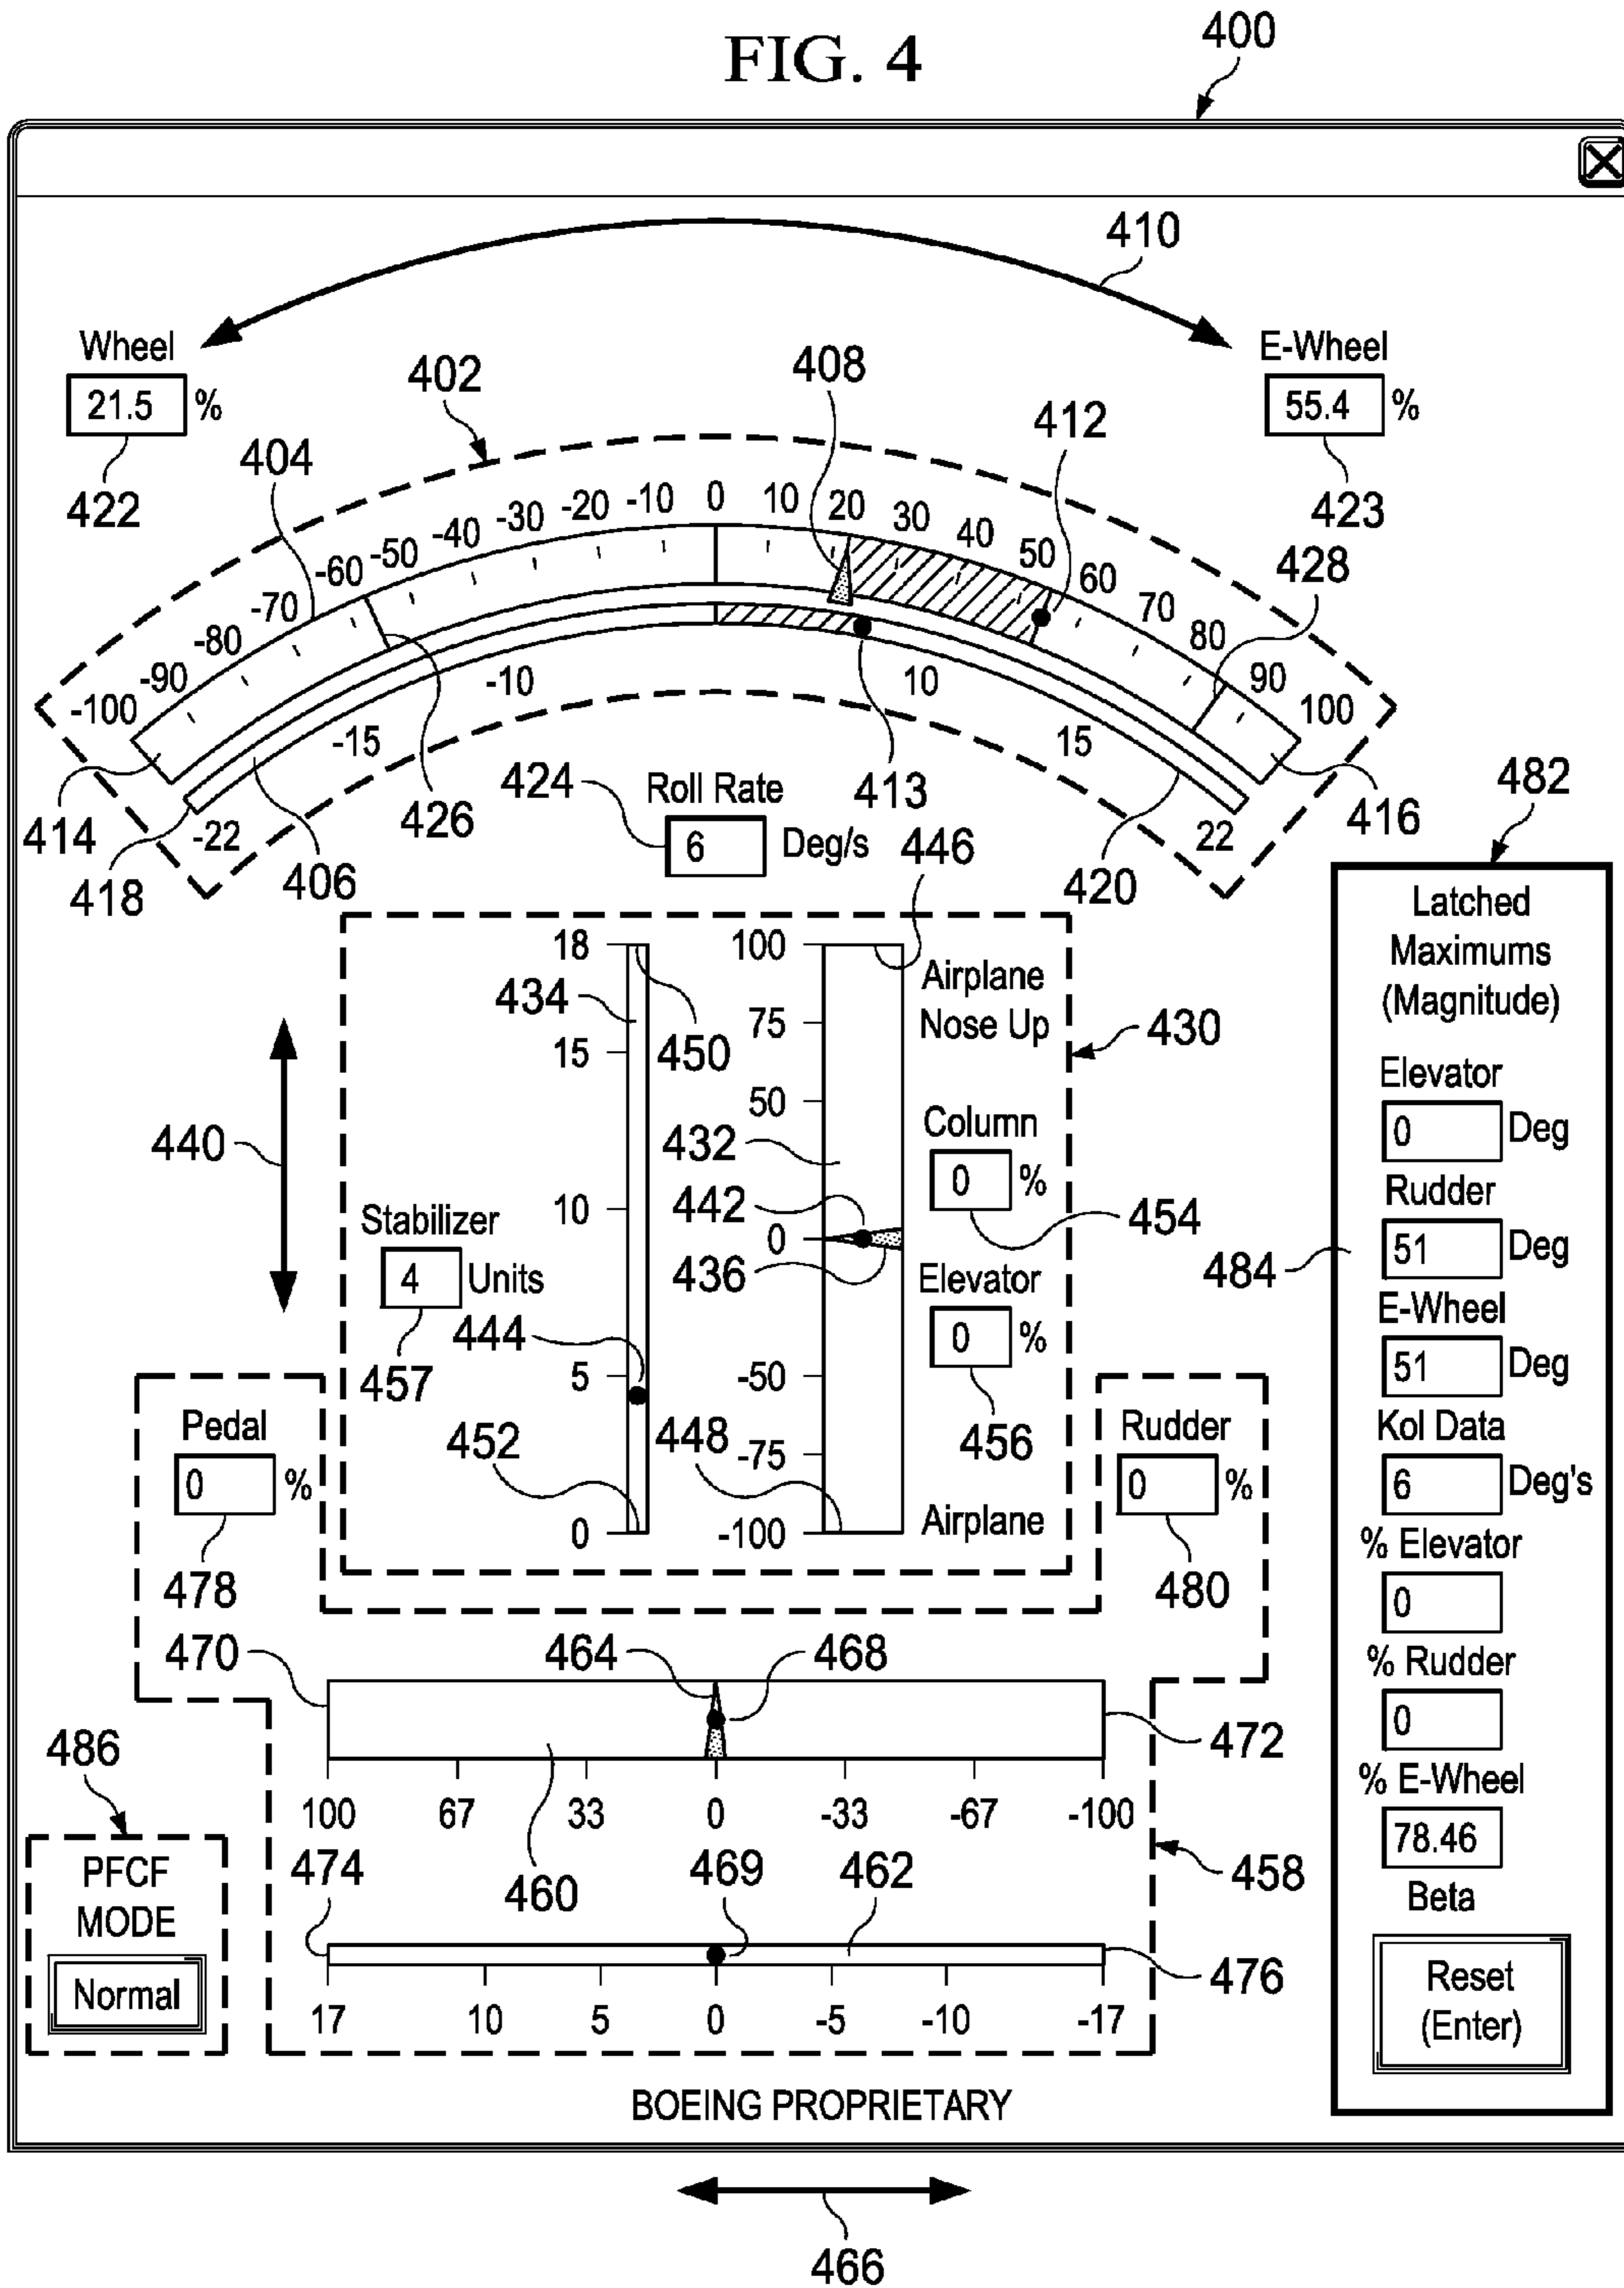 FIG. 4
400
410
Wheel
21.5 %
422
402
404
408
412
E-Wheel
55.4 %
423
428
-100 -90 -80 -70 -60 -50 -40 -30 -20 -10 0 10 20 30 40 50 60 70 80 90 100
-22 -15 -10 10 15 22
414
418
406
426
413
420
416
424
Roll Rate
6 Deg/s
446
482
430
440
18
15
10
5
0
434
450
Stabilizer
4 Units
457
444
452
100
75
50
0
-50
-75
-100
432
442
436
448
Airplane
Nose Up
Column
0 %
454
Elevator
0 %
456
Airplane
Pedal
0 %
478
Rudder
0 %
480
470
464
468
472
100 67 33 0 -33 -67 -100
460
458
474
469
462
476
17 10 5 0 -5 -10 -17
486
PFCF
MODE
Normal
484
Latched
Maximums
(Magnitude)
Elevator
0 Deg
Rudder
51 Deg
E-Wheel
51 Deg
Kol Data
6 Deg's
% Elevator
0
% Rudder
0
% E-Wheel
78.46
Beta
Reset
(Enter)
BOEING PROPRIETARY
466